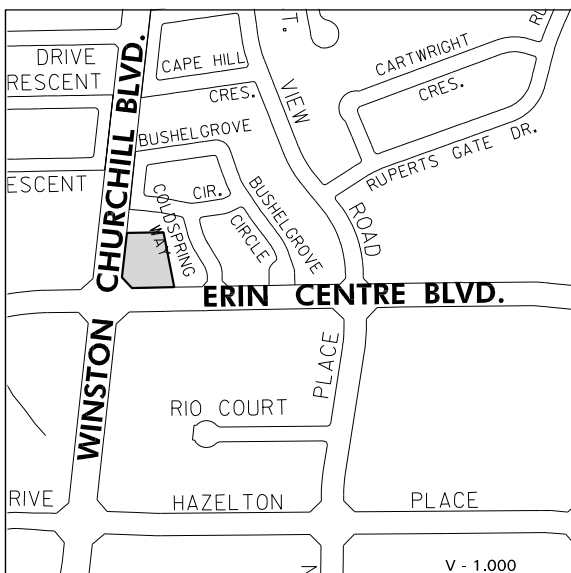 DRIVE
RESCENT
ESCENT
WINSTON CHURCHILL BLVD.
CAPE HILL
CRES.
VIEW
ROAD
CARTWRIGHT
CRES.
RUPERTS GATE DR.
BUSHELGROVE
CIR.
BUSHELGROVE
CIRCLE
COLDSPRING
WAY
ERIN CENTRE BLVD.
PLACE
RIO COURT
RIVE
HAZELTON PLACE
V - 1,000